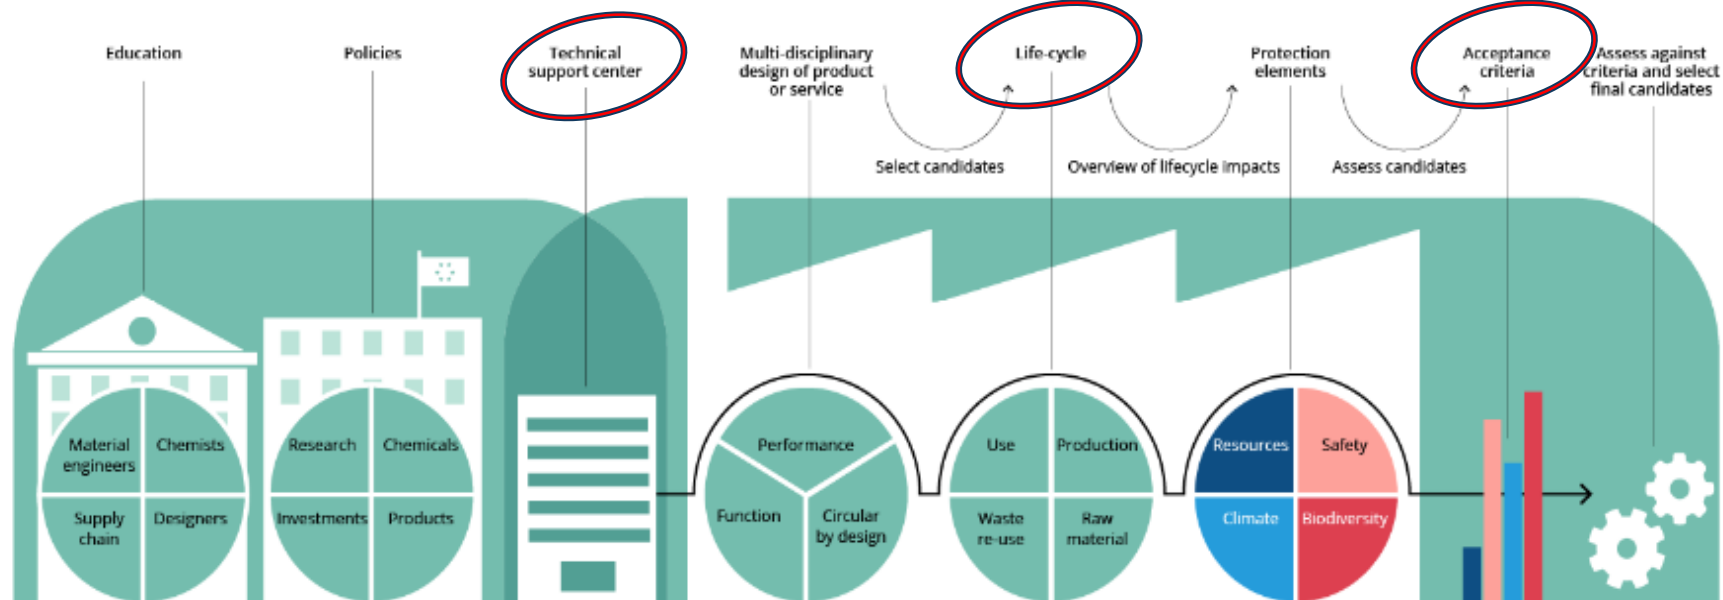 Education
Policies
Technical
support center
Multi-disciplinary
design of product
or service
Life-cycle
Protection
elements
Acceptance
criteria
Assess against
criteria and select
final candidates
Select candidates
Overview of lifecycle impacts
Assess candidates
Material
engineers
Chemists
Supply
chain
Designers
Research
Chemicals
Investments
Products
Performance
Function
Circular
by design
Use
Production
Waste
re-use
Raw
material
Resources
Safety
Climate
Biodiversity